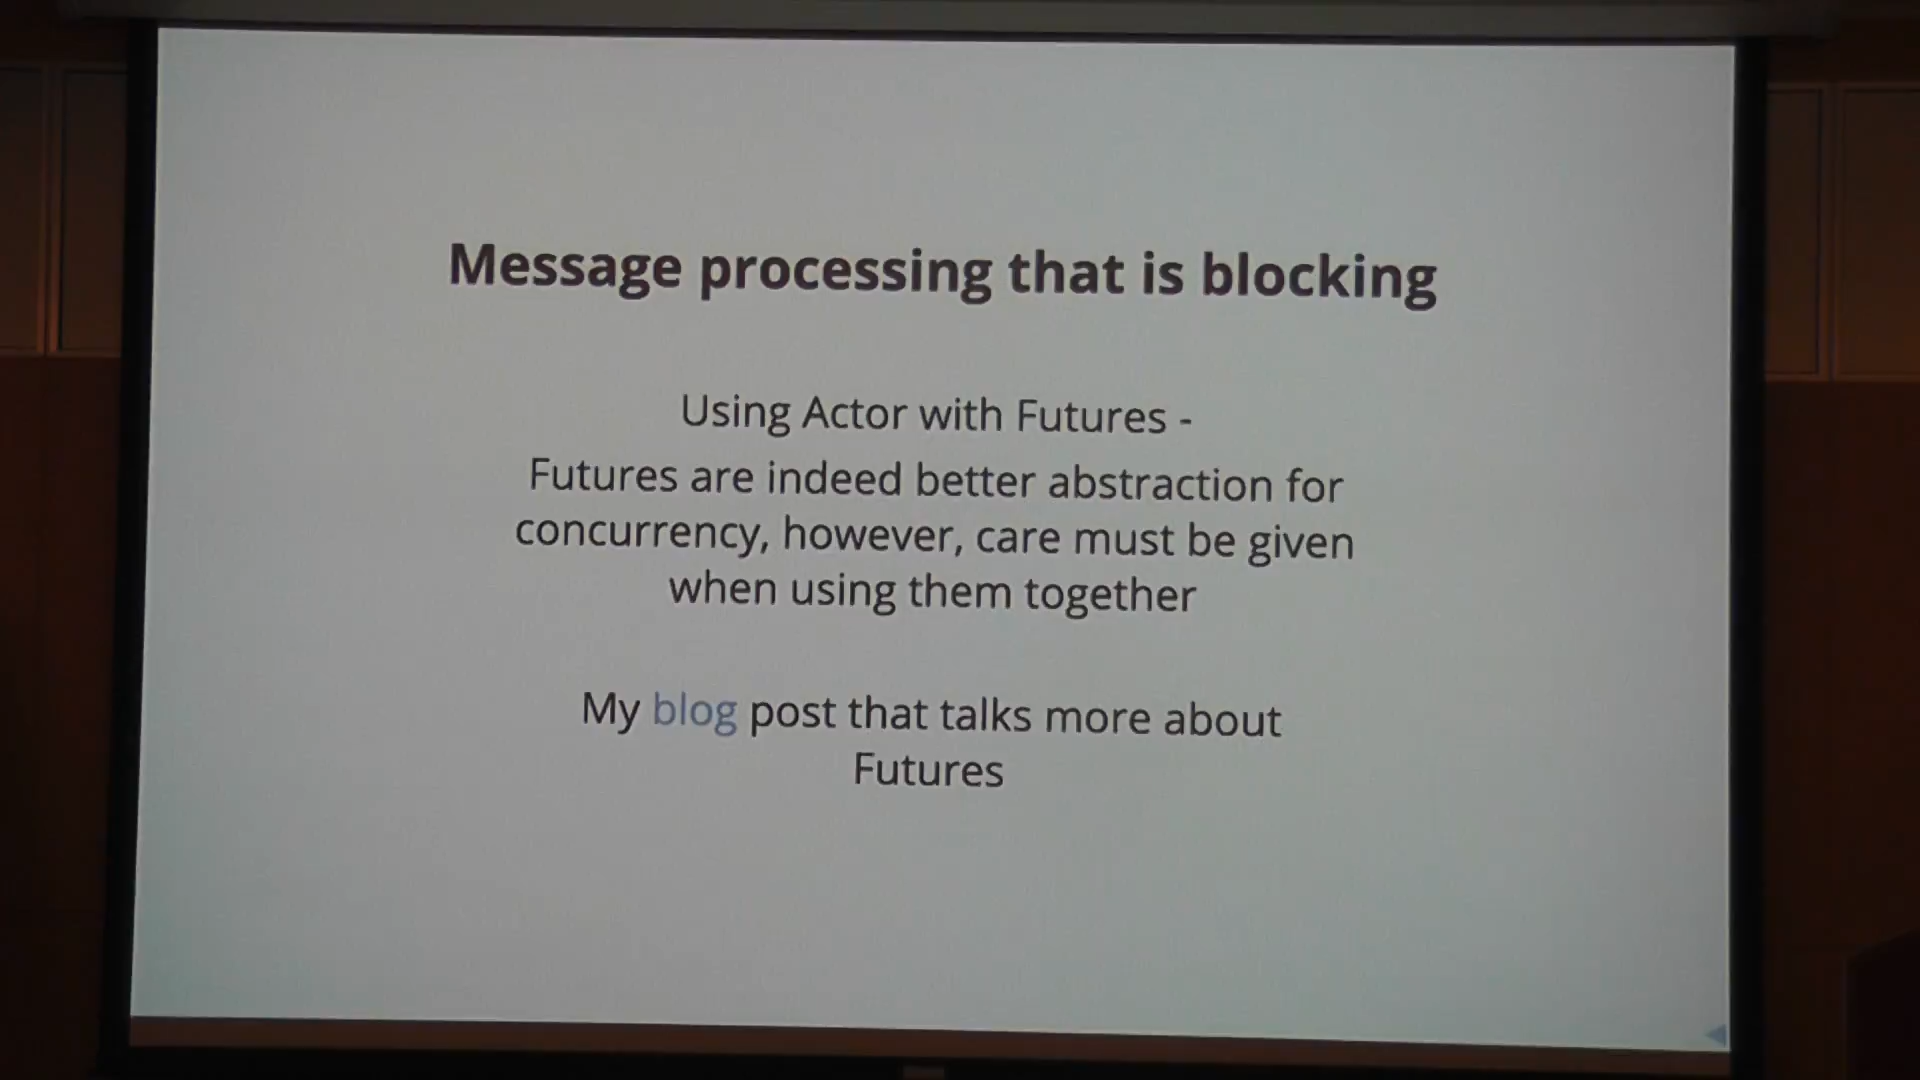 Message processing that is blocking
Using Actor with Futures -
Futures are indeed better abstraction for
concurrency, however, care must be given
when using them together
My blog post that talks more about
Futures